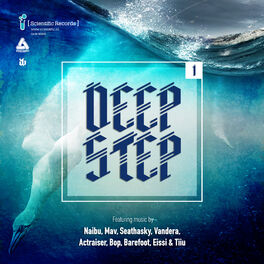 [ Scientific Records ]
1
DEEP
STEP
Featuring music by~
Naibu, Mav, Seathasky, Vandera,
Actraiser, Bop, Barefoot, Eissi & Tiiu